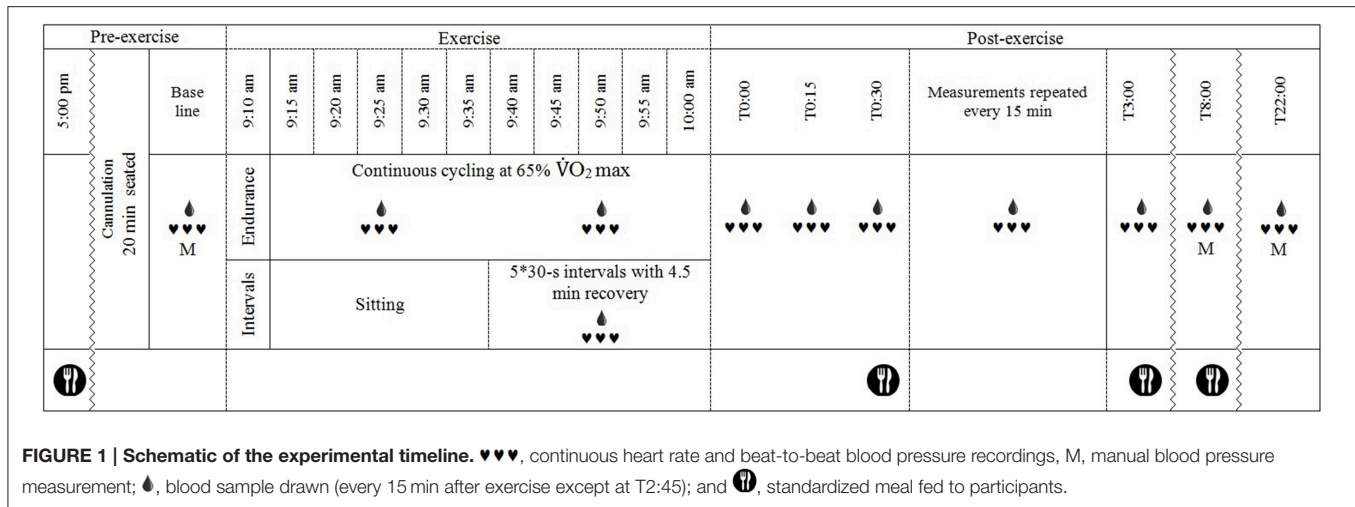 Pre-exercise
Exercise
Post-exercise
5:00 pm
Cannulation
20 min seated
Base
line
9:10 am
9:15 am
9:20 am
9:25 am
9:30 am
9:35 am
9:40 am
9:45 am
9:50 am
9:55 am
10:00 am
T0:00
T0:15
T0:30
Measurements repeated
every 15 min
T3:00
T8:00
T22:00
Endurance
Continuous cycling at 65% V̇O₂ max
♥♥♥
M
♥♥♥
♥♥♥
♥♥♥
♥♥♥
♥♥♥
♥♥♥
♥♥♥
♥♥♥
M
♥♥♥
M
Intervals
Sitting
5*30-s intervals with 4.5
min recovery
♥♥♥
FIGURE 1 | Schematic of the experimental timeline. ♥♥♥, continuous heart rate and beat-to-beat blood pressure recordings, M, manual blood pressure
measurement; 💧, blood sample drawn (every 15 min after exercise except at T2:45); and 🍴, standardized meal fed to participants.